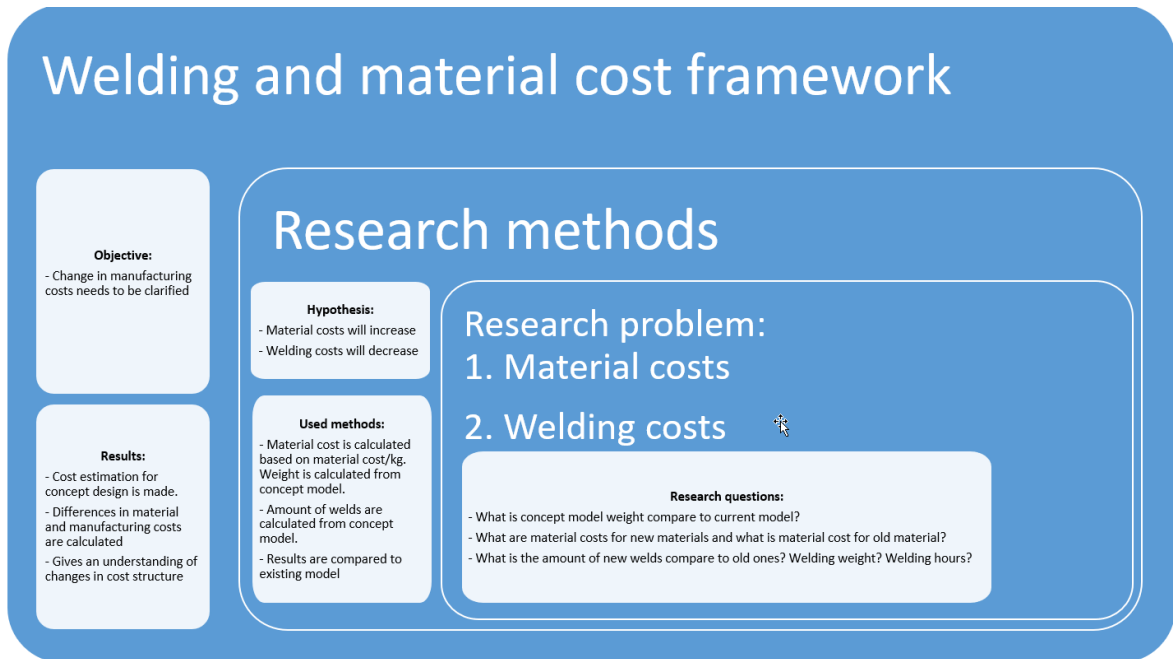 Welding and material cost framework
Objective:
- Change in manufacturing
costs needs to be clarified
Results:
- Cost estimation for
concept design is made.
- Differences in material
and manufacturing costs
are calculated
- Gives an understanding of
changes in cost structure
Research methods
Hypothesis:
- Material costs will increase
- Welding costs will decrease
Used methods:
- Material cost is calculated
based on material cost/kg.
Weight is calculated from
concept model.
- Amount of welds are
calculated from concept
model.
- Results are compared to
existing model
Research problem:
1. Material costs
2. Welding costs
Research questions:
- What is concept model weight compare to current model?
- What are material costs for new materials and what is material cost for old material?
- What is the amount of new welds compare to old ones? Welding weight? Welding hours?